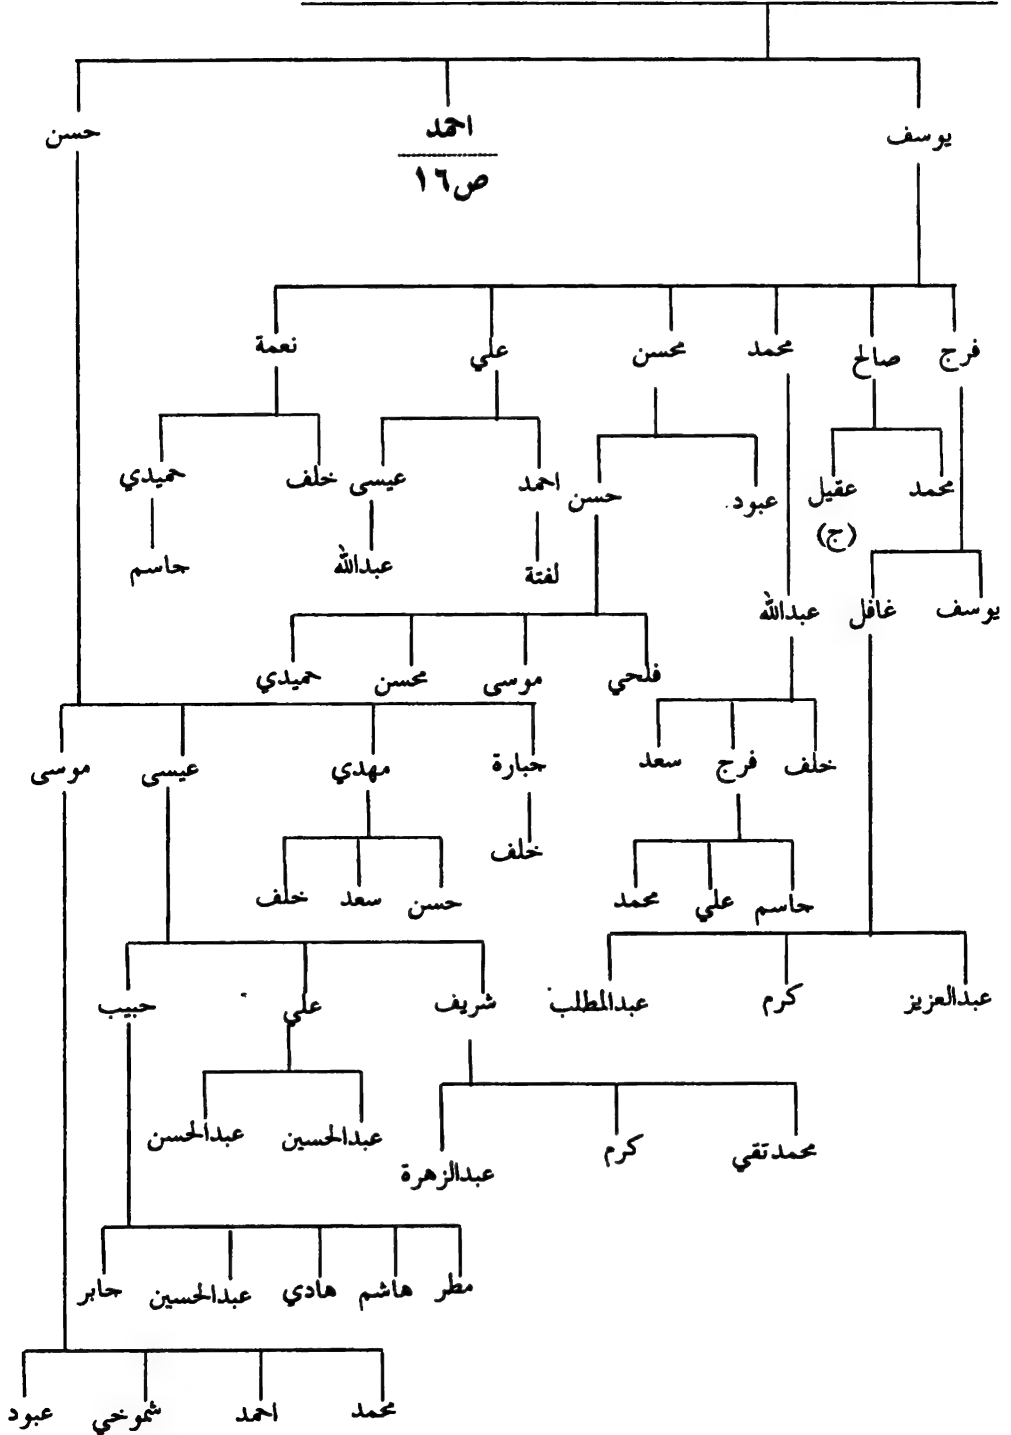 يوسف احمد حسن
ص١٦
فرج صالح محمد محسن علي نعمة
محمد عقيل عبود حسن احمد عيسى خلف حميدي
(ج)
لفتة عبدالله حاسم
يوسف غافل عبدالله
فلحي موسى محسن حميدي
خلف فرج سعد حبارة مهدي عيسى موسى
خلف
حاسم علي محمد حسن سعد خلف
عبدالعزيز كرم عبدالمطلب شريف علي حبيب
محمدتقي كرم عبدالزهرة عبدالحسين عبدالحسن
مطر هاشم هادي عبدالحسين حابر
محمد احمد شموخي عبود